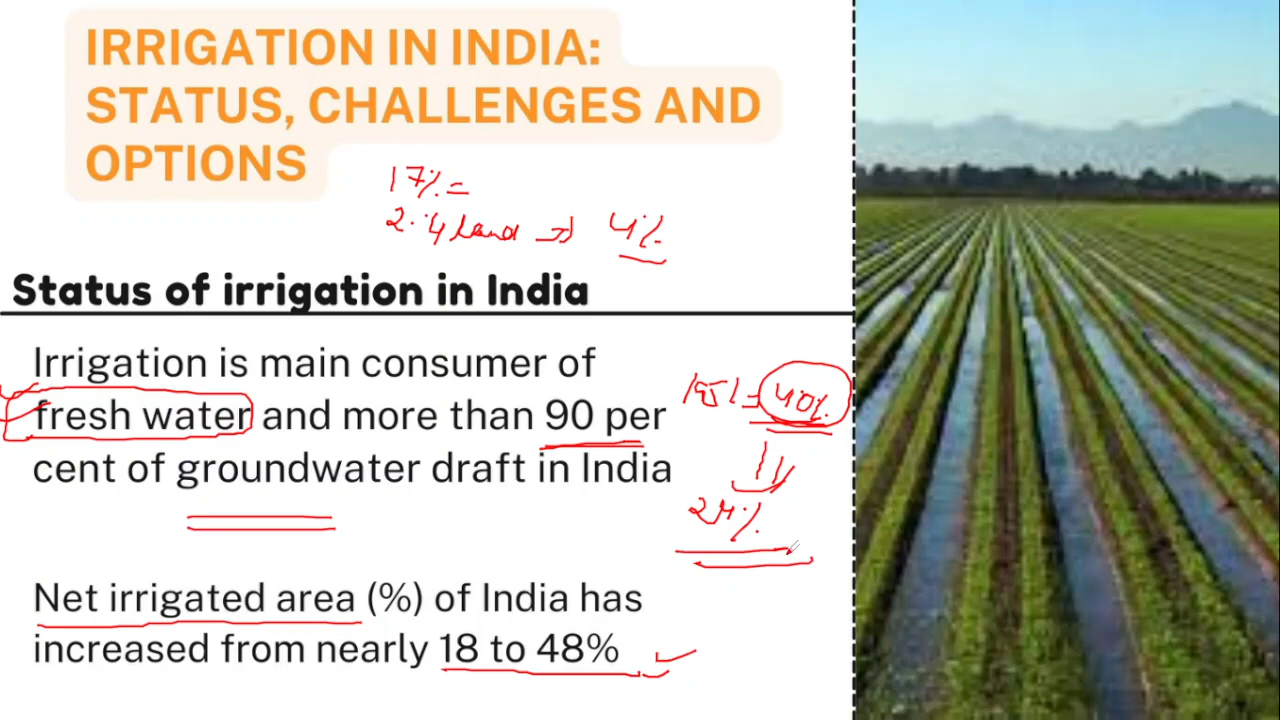 IRRIGATION IN INDIA:
STATUS, CHALLENGES AND
OPTIONS
17% =
2.4 land → 4%
Status of irrigation in India
Irrigation is main consumer of
fresh water and more than 90 per
cent of groundwater draft in India
1951 = 40%
24%
Net irrigated area (%) of India has
increased from nearly 18 to 48%